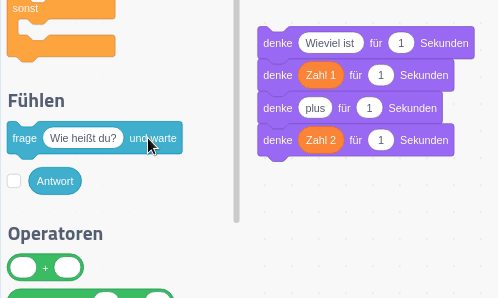 sonst
Fühlen
frage Wie heißt du? und warte
Antwort
Operatoren
+
denke Wieviel ist für 1 Sekunden
denke Zahl 1 für 1 Sekunden
denke plus für 1 Sekunden
denke Zahl 2 für 1 Sekunden